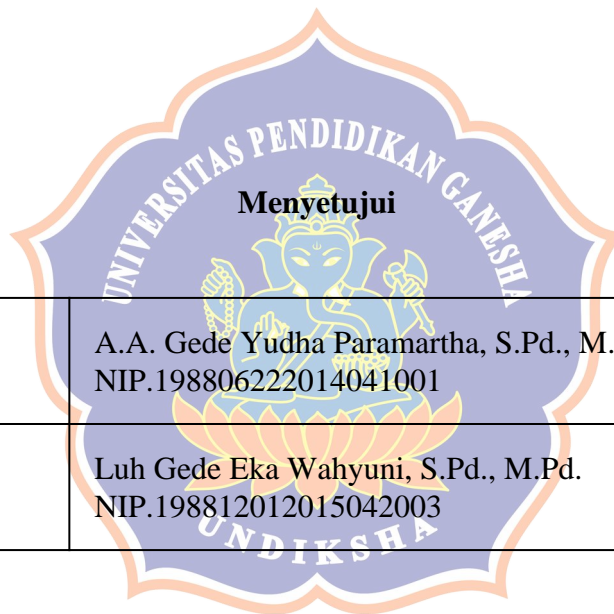 UNIVERSITAS PENDIDIKAN GANESHA
Menyetujui
A.A. Gede Yudha Paramartha, S.Pd., M.
NIP.198806222014041001
Luh Gede Eka Wahyuni, S.Pd., M.Pd.
NIP.198812012015042003
UNDIKSHA